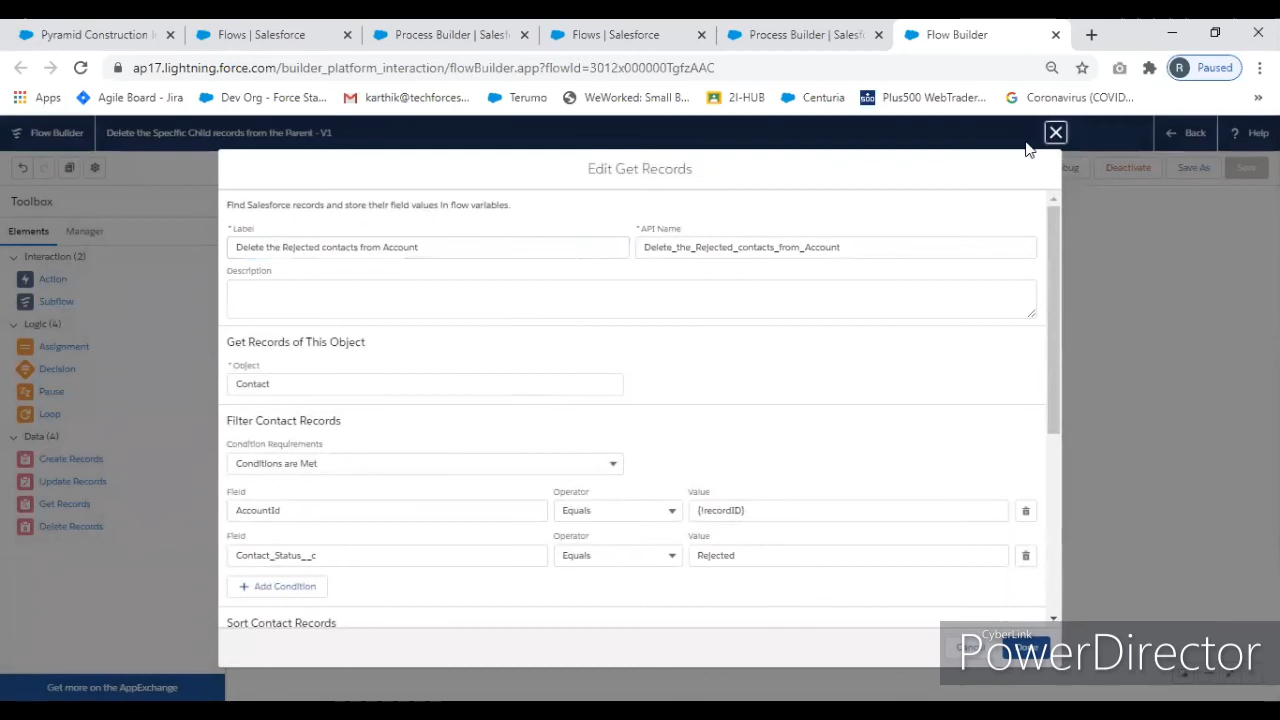 Pyramid Construction I
Flows | Salesforce
Process Builder | Salesf
Flows | Salesforce
Process Builder | Salesf
Flow Builder
ap17.lightning.force.com/builder_platform_interaction/flowBuilder.app?flowId=3012x000000TgfzAAC
R Paused
Apps
Agile Board - Jira
Dev Org - Force Sta...
karthik@techforces...
Terumo
WeWorked: Small B...
2I-HUB
Centuria
500 Plus500 WebTrader...
Coronavirus (COVID...
Flow Builder
Delete the Specific Child records from the Parent - V1
Back
? Help
bug
Deactivate
Save As
Save
Toolbox
Elements
Manager
Interaction (2)
Action
Subflow
Logic (4)
Assignment
Decision
Pause
Loop
Data (4)
Create Records
Update Records
Get Records
Delete Records
Get more on the AppExchange
Edit Get Records
Find Salesforce records and store their field values in flow variables.
* Label
* API Name
Delete the Rejected contacts from Account
Delete_the_Rejected_contacts_from_Account
Description
Get Records of This Object
* Object
Contact
Filter Contact Records
Condition Requirements
Conditions are Met
Field
Operator
Value
AccountId
Equals
{!recordID}
Field
Operator
Value
Contact_Status__c
Equals
Rejected
+ Add Condition
Sort Contact Records
CyberLink
PowerDirector